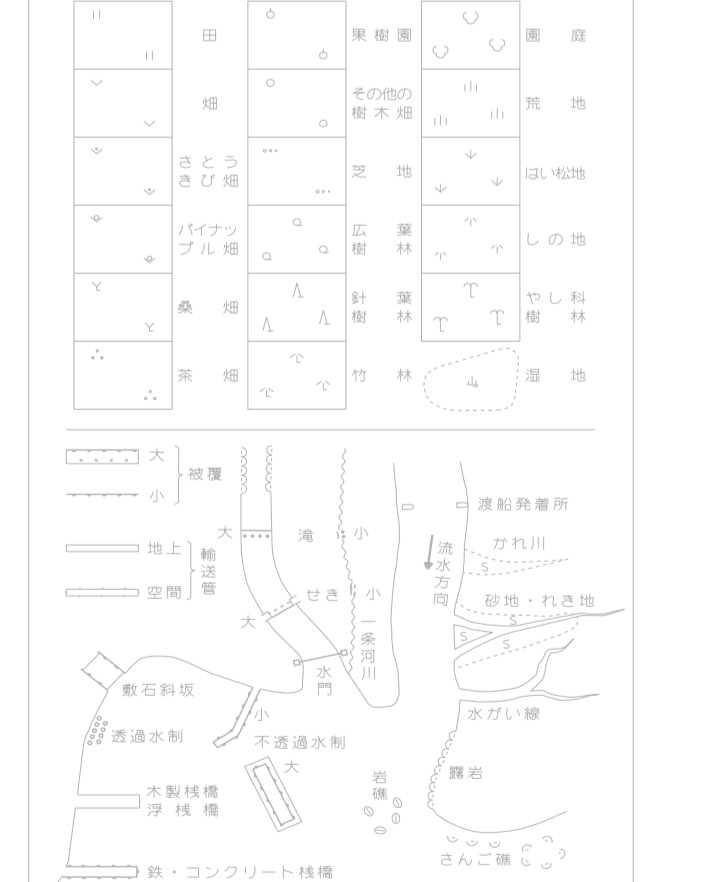 田
果樹園
園庭
畑
その他の
樹木畑
荒地
さとう
きび畑
芝地
はい松地
パイナッ
プル畑
広葉
樹林
しの地
桑畑
針葉
樹林
やし科
樹林
茶畑
竹林
湿地
大
小
被覆
地上
空間
輸送管
大
滝
小
せき
小
大
水門
一条河川
流水方向
渡船発着所
かれ川
S
砂地・れき地
S
S
S
水がい線
敷石斜坂
透過水制
小
不透過水制
大
木製桟橋
浮桟橋
岩礁
露岩
さんご礁
鉄・コンクリート桟橋